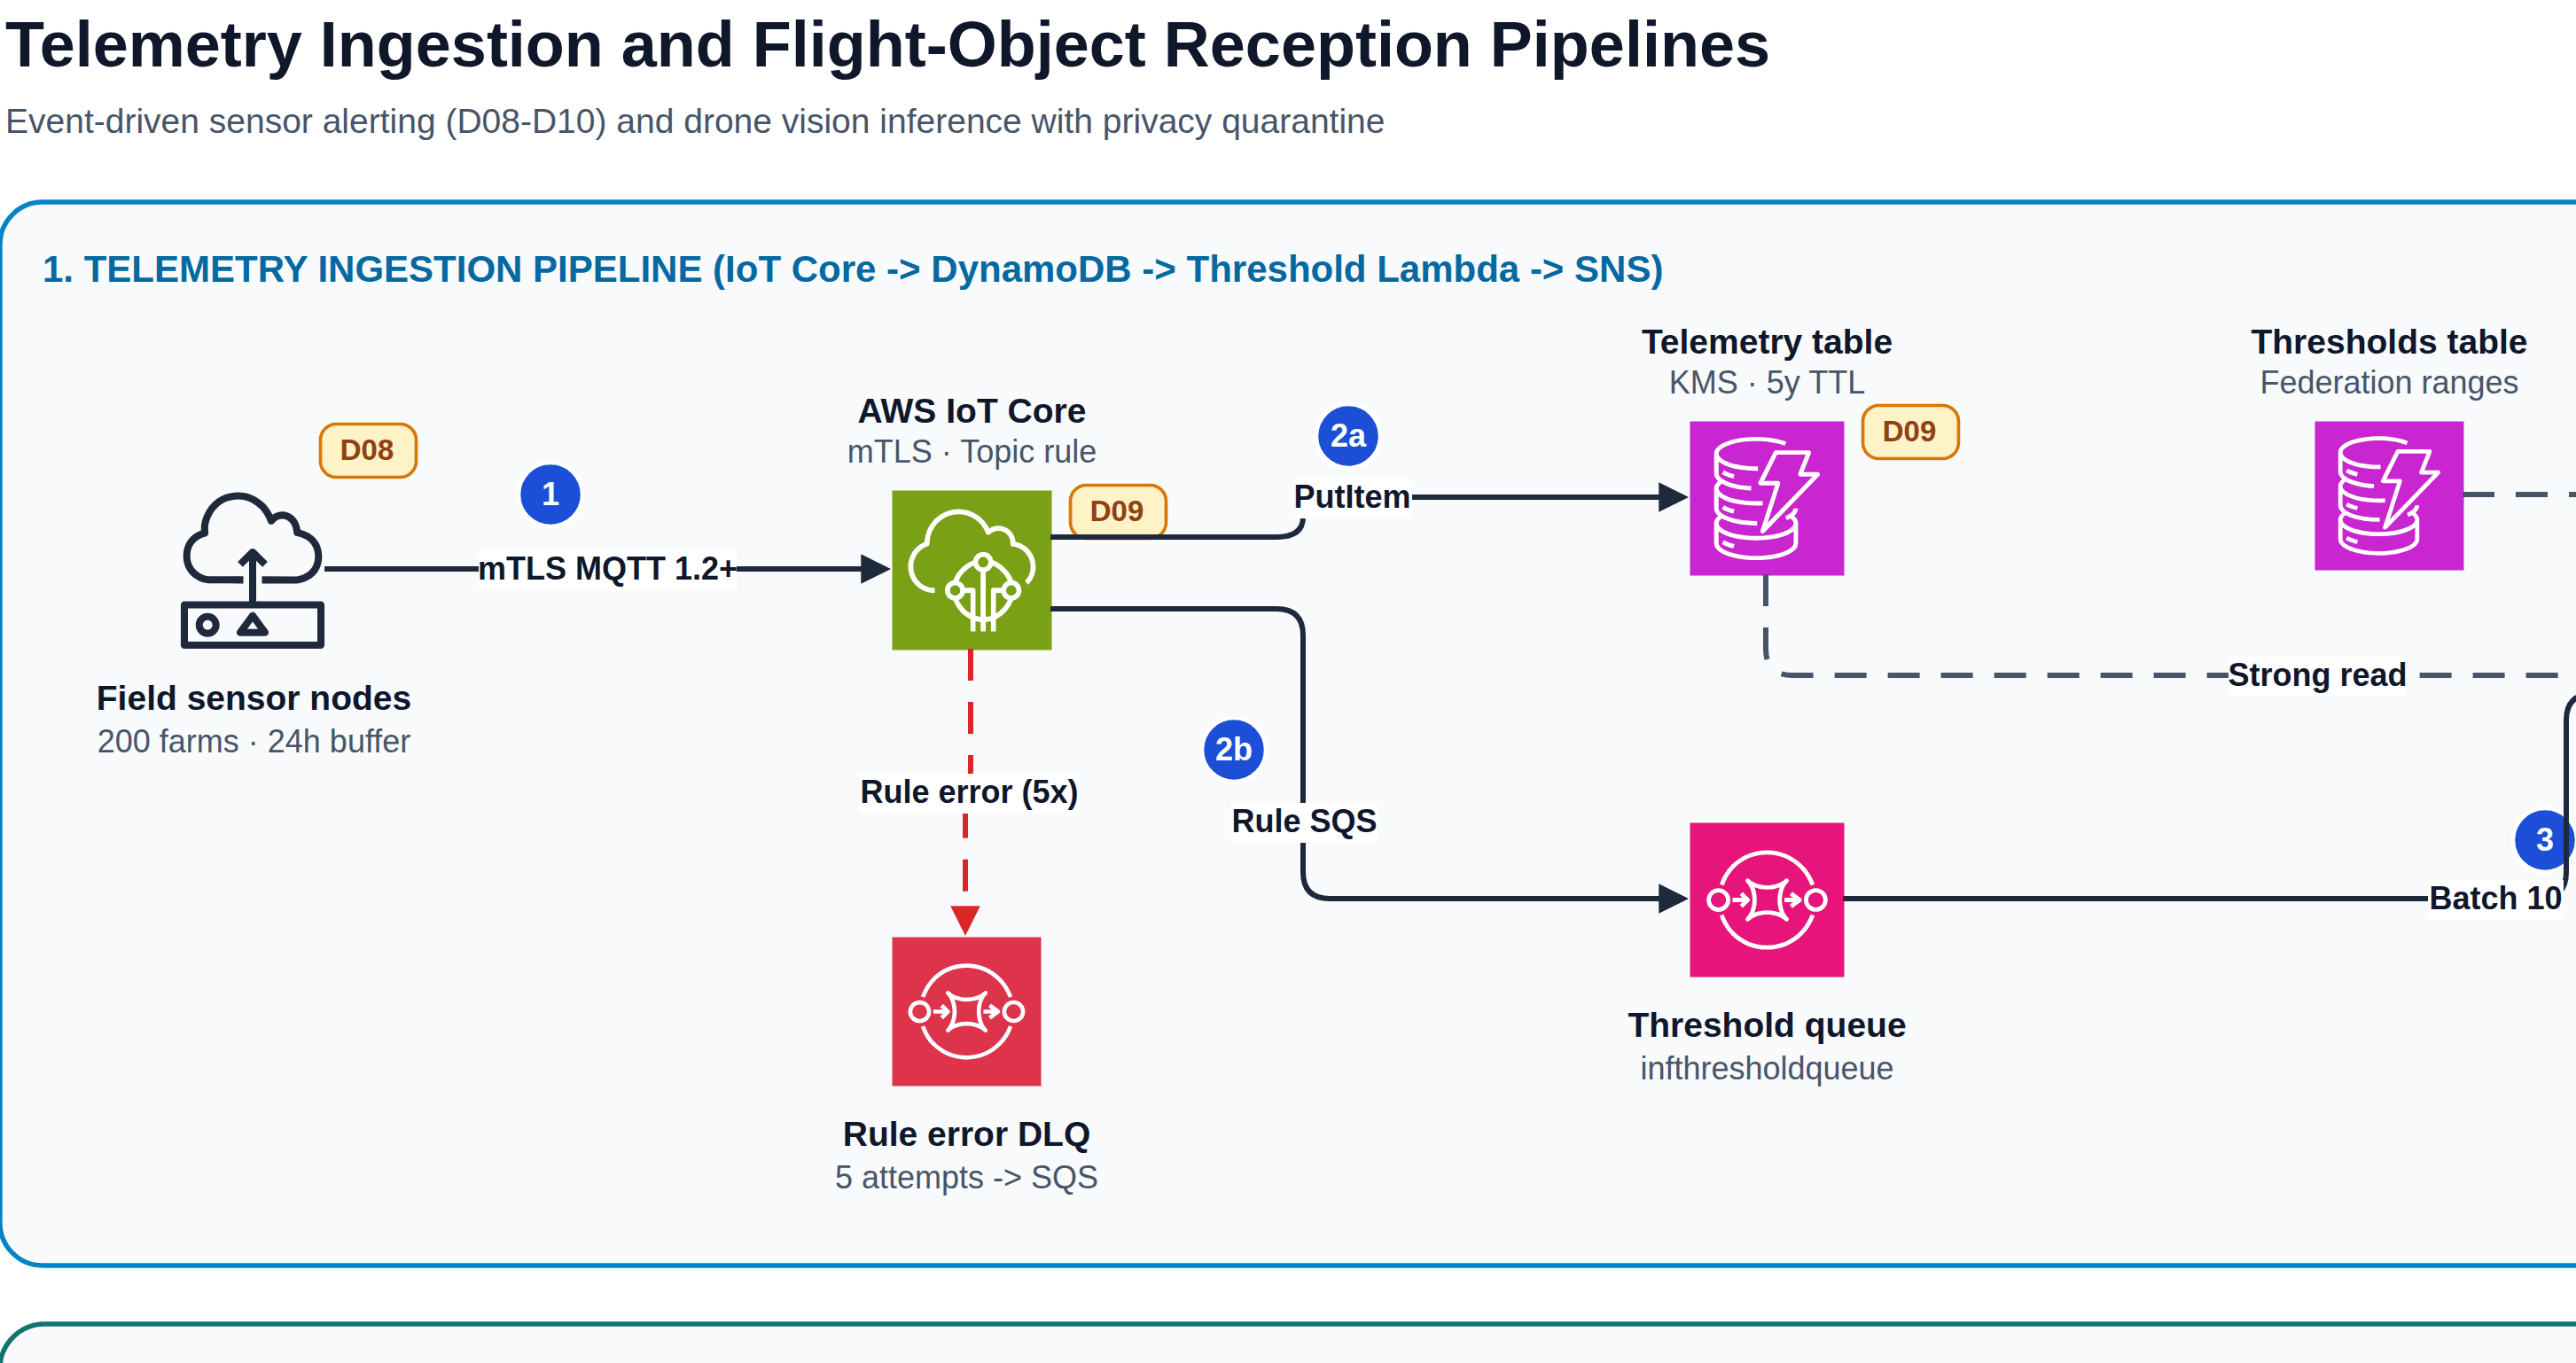 Telemetry Ingestion and Flight-Object Reception Pipelines
Event-driven sensor alerting (D08-D10) and drone vision inference with privacy quarantine
1. TELEMETRY INGESTION PIPELINE (IoT Core -> DynamoDB -> Threshold Lambda -> SNS)
Telemetry table
KMS · 5y TTL
Thresholds table
Federation ranges
AWS IoT Core
mTLS · Topic rule
D08
D09
D09
1
2a
PutItem
mTLS MQTT 1.2+
Field sensor nodes
200 farms · 24h buffer
Strong read
2b
Rule error (5x)
Rule SQS
3
Batch 10
Threshold queue
infthresholdqueue
Rule error DLQ
5 attempts -> SQS